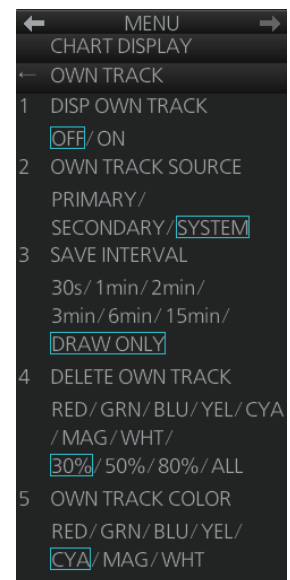 ← MENU →
CHART DISPLAY
← OWN TRACK
1 DISP OWN TRACK
OFF/ON
2 OWN TRACK SOURCE
PRIMARY/
SECONDARY/SYSTEM
3 SAVE INTERVAL
30s/1min/2min/
3min/6min/15min/
DRAW ONLY
4 DELETE OWN TRACK
RED/GRN/BLU/YEL/CYA
/MAG/WHT/
30%/50%/80%/ALL
5 OWN TRACK COLOR
RED/GRN/BLU/YEL/
CYA/MAG/WHT